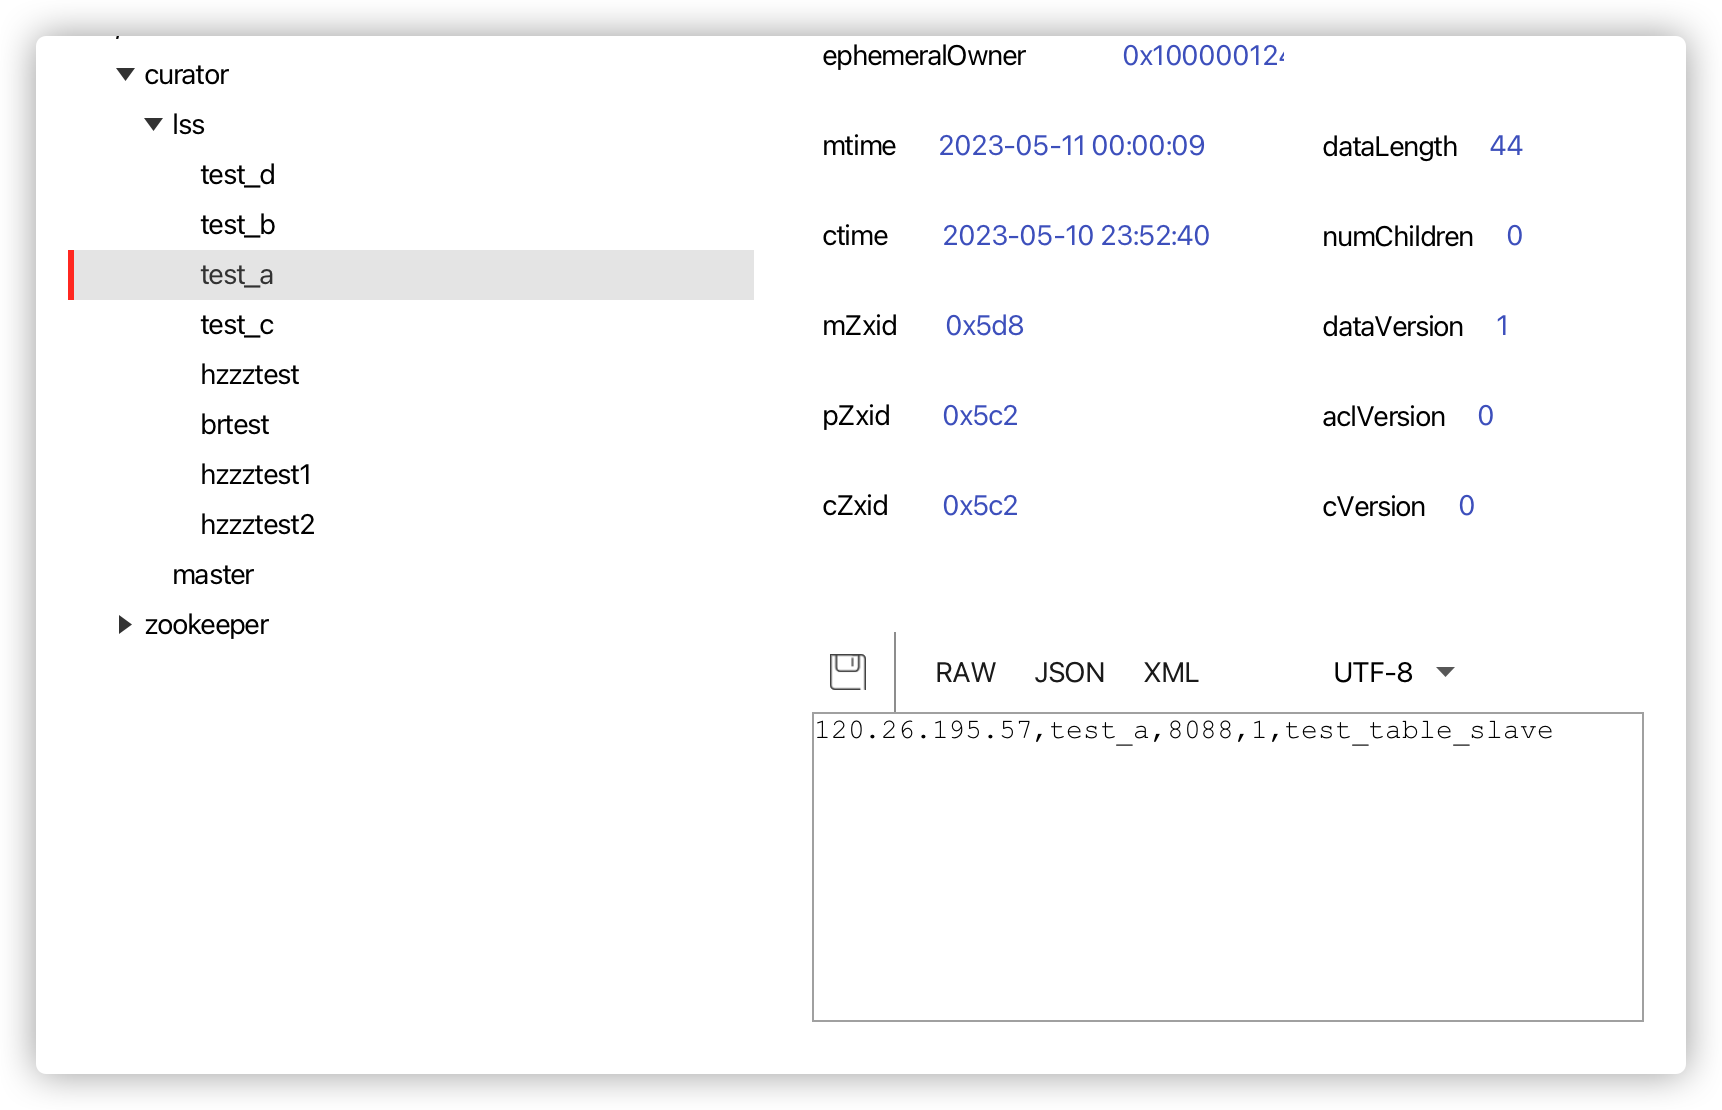 curator
lss
test_d
test_b
test_a
test_c
hzzztest
brtest
hzzztest1
hzzztest2
master
zookeeper
ephemeralOwner
mtime 2023-05-11 00:00:09 dataLength 44
ctime 2023-05-10 23:52:40 numChildren 0
mZxid 0x5d8 dataVersion 1
pZxid 0x5c2 aclVersion 0
cZxid 0x5c2 cVersion 0
RAW JSON XML UTF-8
120.26.195.57,test_a,8088,1,test_table_slave